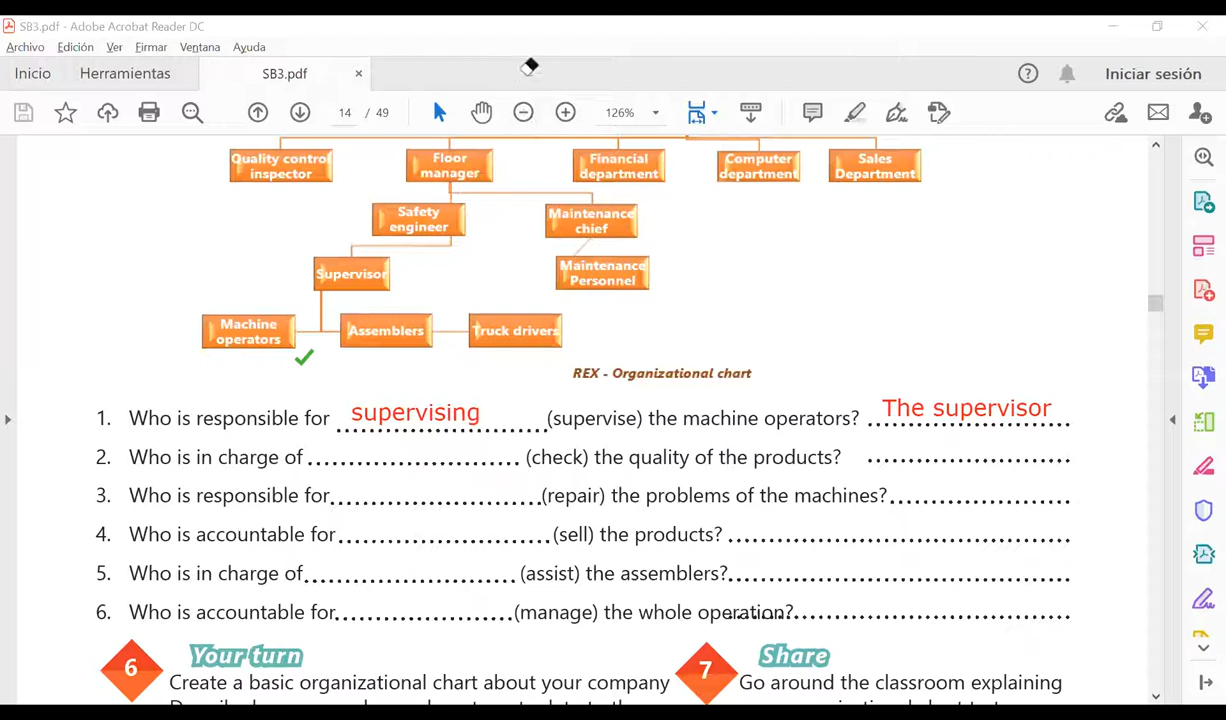 SB3.pdf - Adobe Acrobat Reader DC
Archivo Edición Ver Firmar Ventana Ayuda
Inicio Herramientas SB3.pdf × Iniciar sesión
14 / 49 126%
Quality control inspector
Floor manager
Financial department
Computer department
Sales Department
Safety engineer
Maintenance chief
Supervisor
Maintenance Personnel
Machine operators
Assemblers
Truck drivers
REX - Organizational chart
1. Who is responsible for supervising (supervise) the machine operators? The supervisor
2. Who is in charge of ........................... (check) the quality of the products? ..........................
3. Who is responsible for........................... (repair) the problems of the machines?.......................
4. Who is accountable for........................... (sell) the products? ...........................................
5. Who is in charge of........................... (assist) the assemblers?...........................................
6. Who is accountable for....................... (manage) the whole operation?...................................
6 Your turn
Create a basic organizational chart about your company
7 Share
Go around the classroom explaining